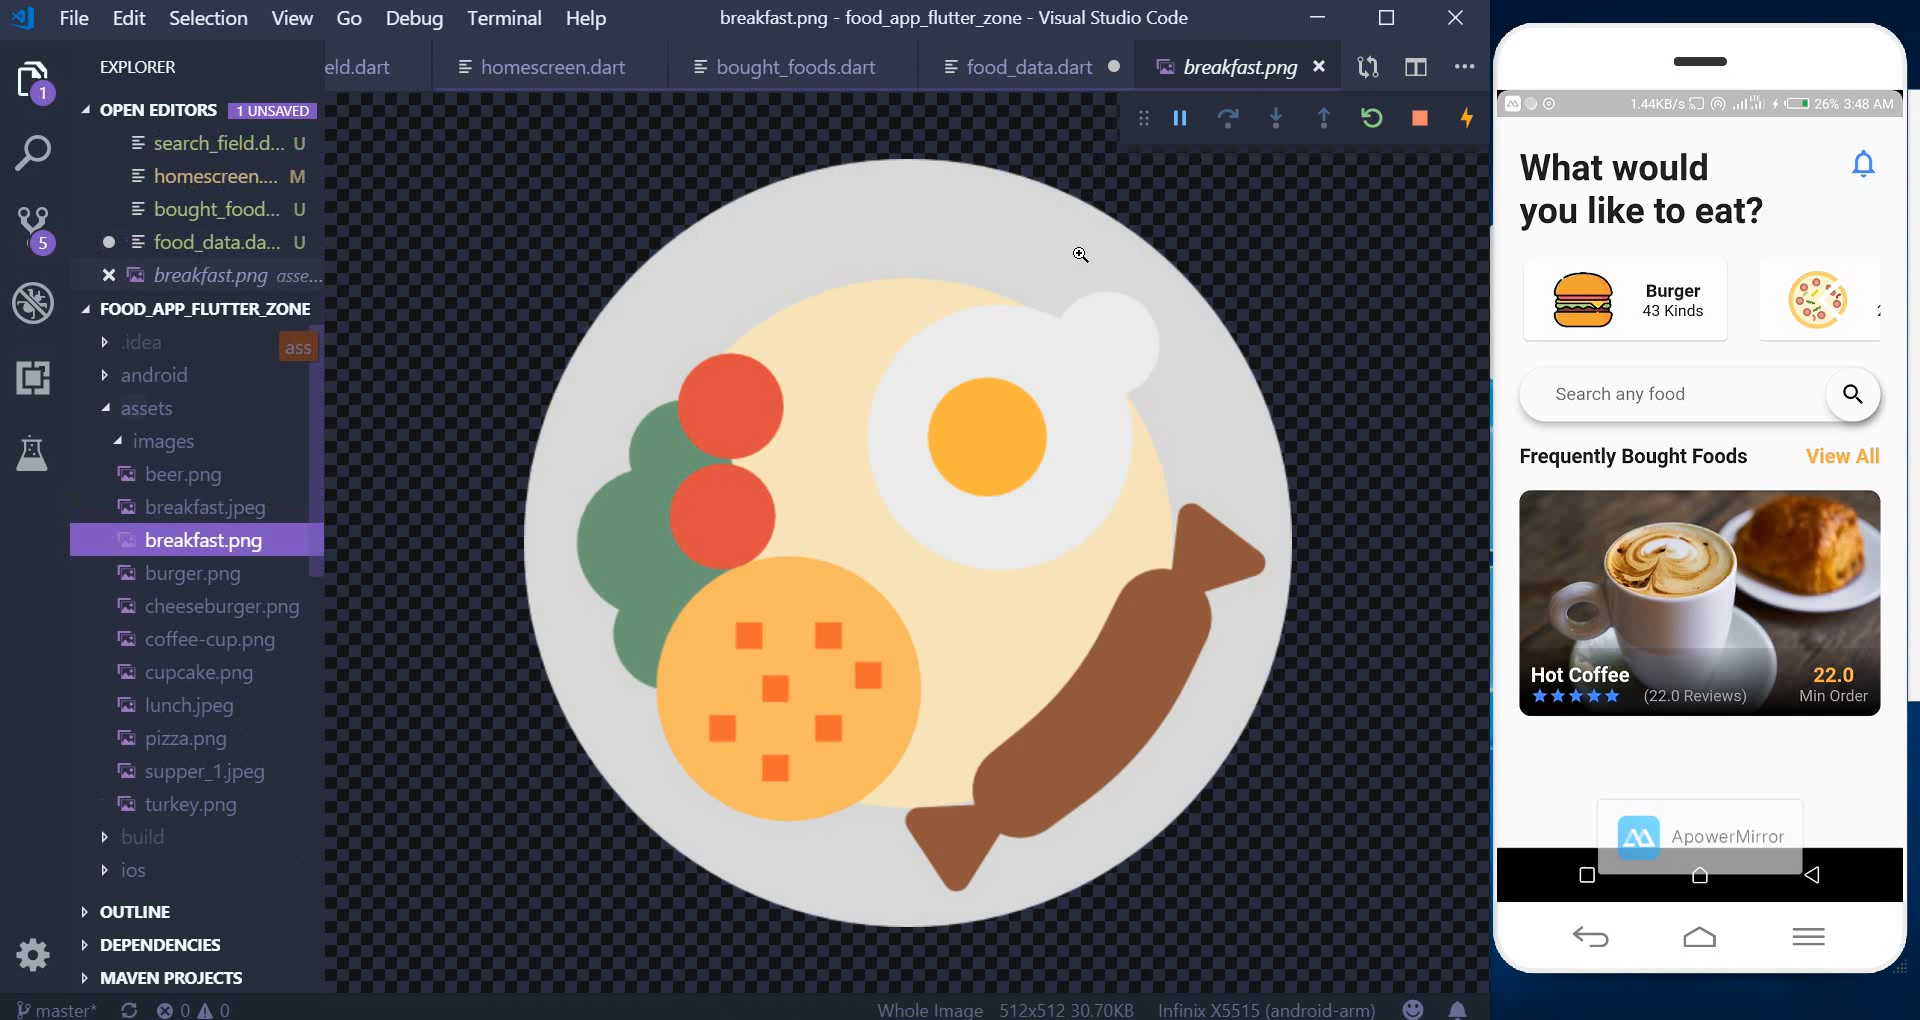 File Edit Selection View Go Debug Terminal Help
breakfast.png - food_app_flutter_zone - Visual Studio Code
EXPLORER
eld.dart
homescreen.dart
bought_foods.dart
food_data.dart
breakfast.png
1
OPEN EDITORS 1 UNSAVED
search_field.d... U
homescreen.... M
bought_food... U
5
food_data.da... U
breakfast.png asse...
FOOD_APP_FLUTTER_ZONE
.idea
ass
android
assets
images
beer.png
breakfast.jpeg
breakfast.png
burger.png
cheeseburger.png
coffee-cup.png
cupcake.png
lunch.jpeg
pizza.png
supper_1.jpeg
turkey.png
build
ios
OUTLINE
DEPENDENCIES
MAVEN PROJECTS
master* 0 0
Whole Image 512x512 30.70KB Infinix X5515 (android-arm)
1.44KB/s LTE 26% 3:48 AM
What would
you like to eat?
Burger
43 Kinds
Search any food
Frequently Bought Foods View All
Hot Coffee 22.0
(22.0 Reviews) Min Order
ApowerMirror